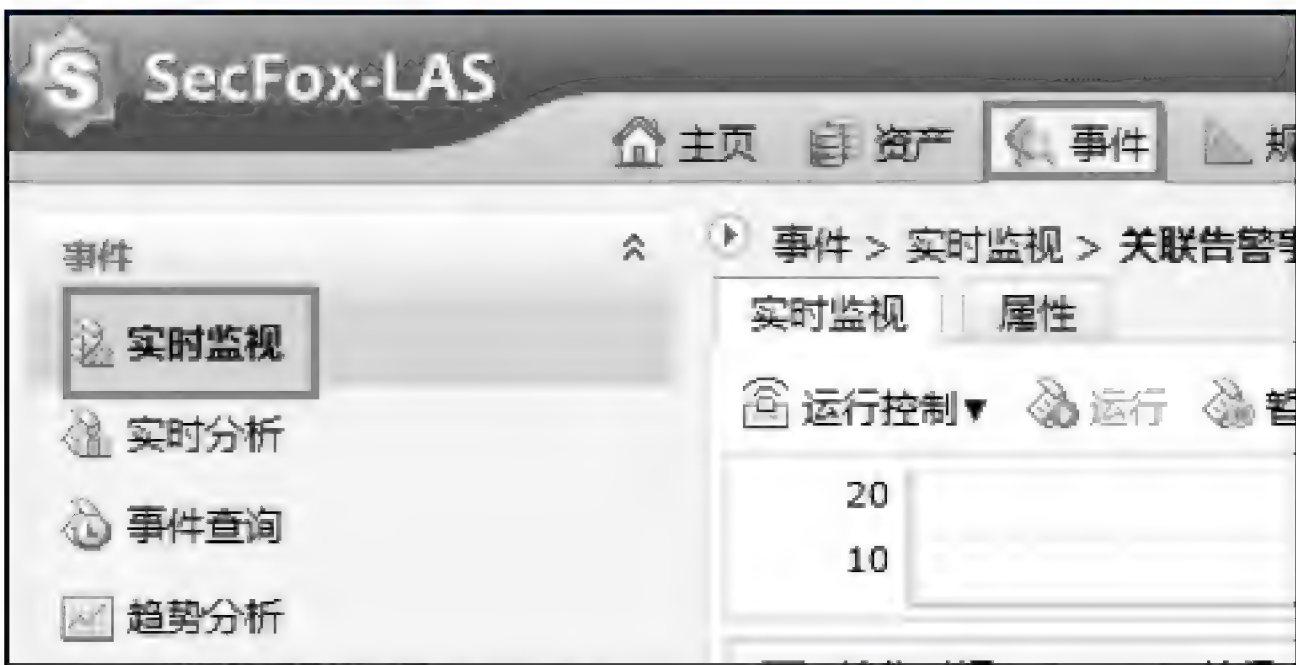 SecFox-LAS
主页 资产 事件
事件
事件 > 实时监视 > 关联告警
实时监视 属性
实时监视
运行控制▼ 运行
实时分析
20
事件查询
10
趋势分析